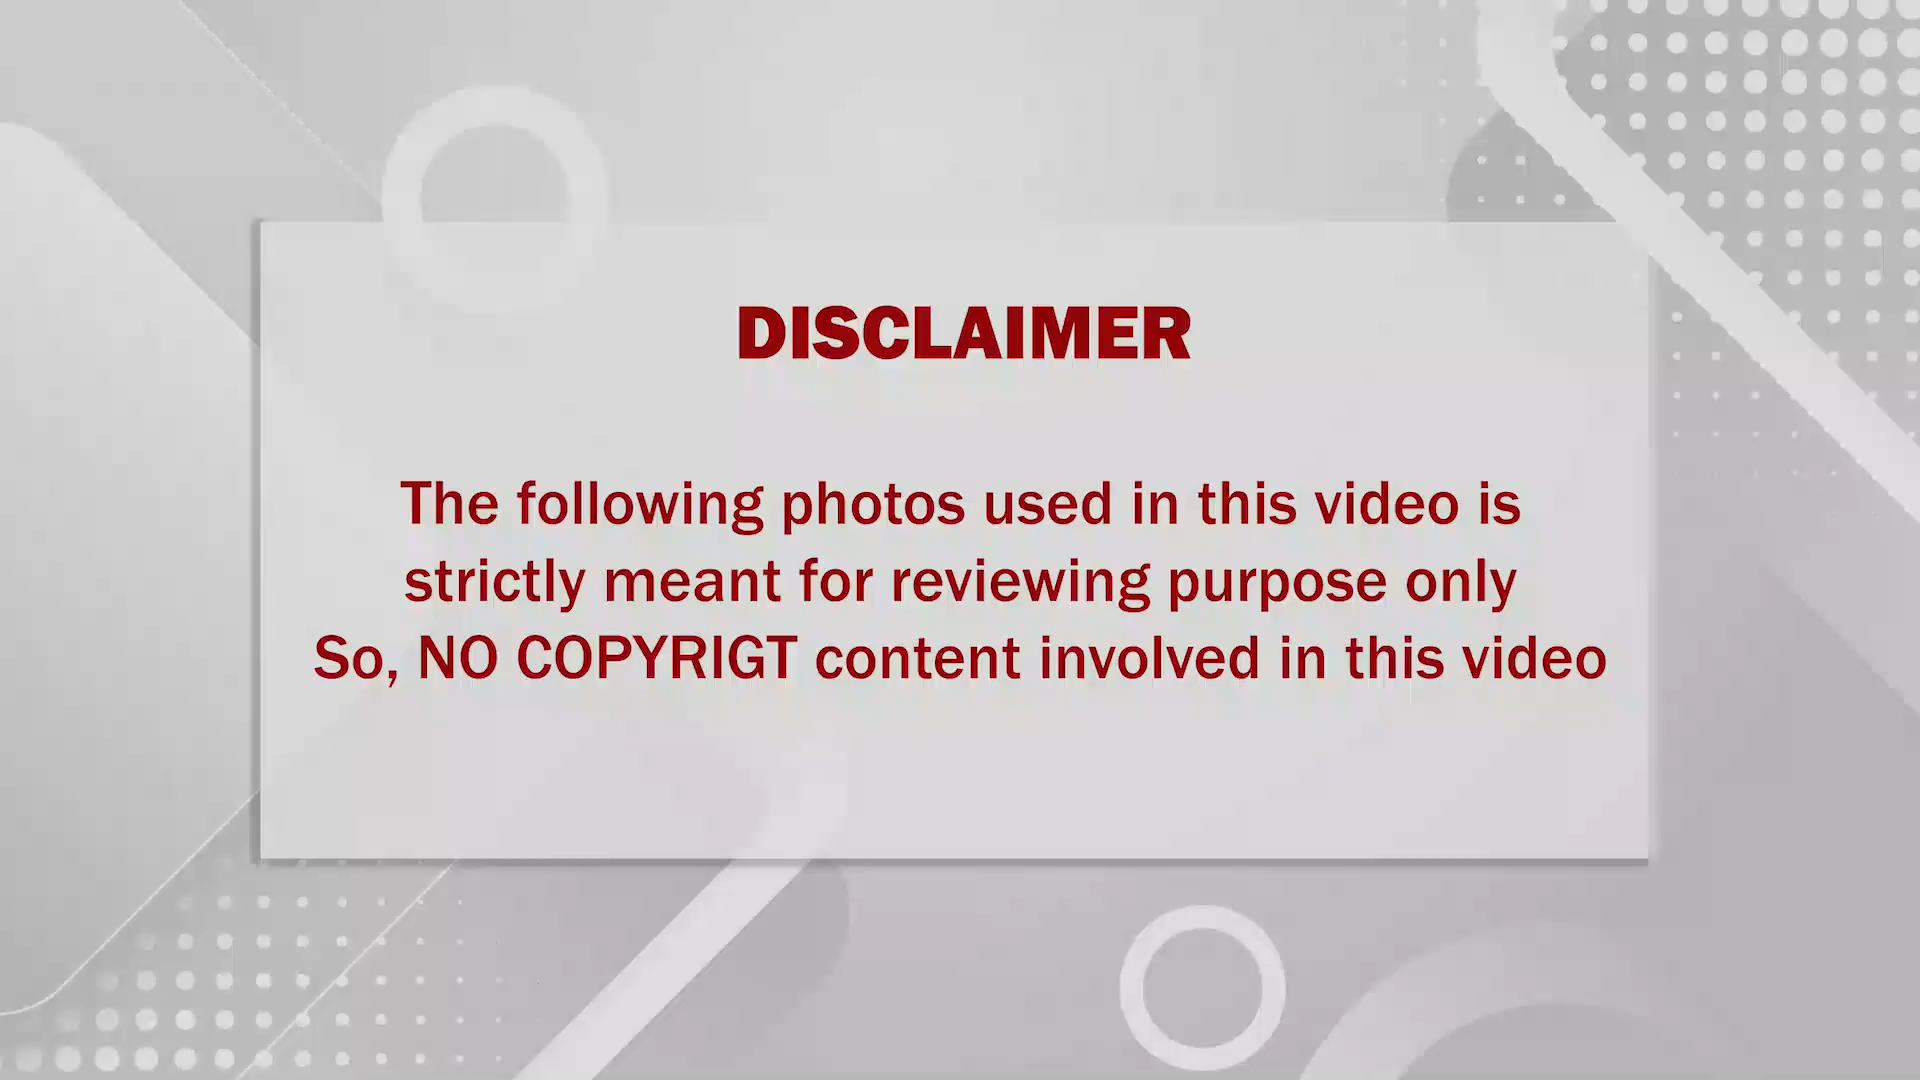 DISCLAIMER
The following photos used in this video is
strictly meant for reviewing purpose only
So, NO COPYRIGT content involved in this video